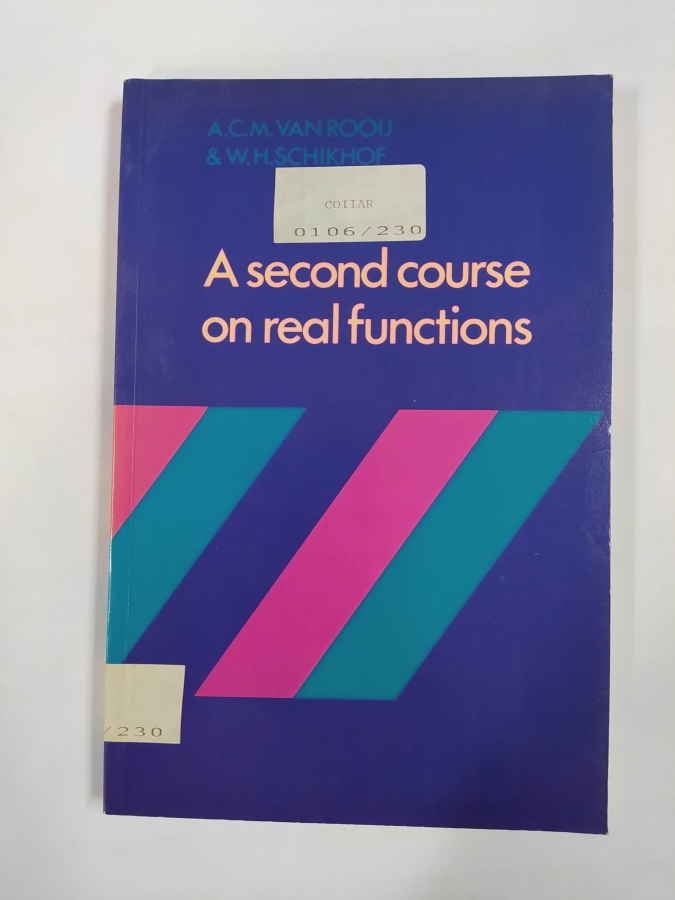 A.C.M. VAN ROOIJ
& W.H. SCHIKHOF
COIIAR
0106/230
A second course
on real functions
/230